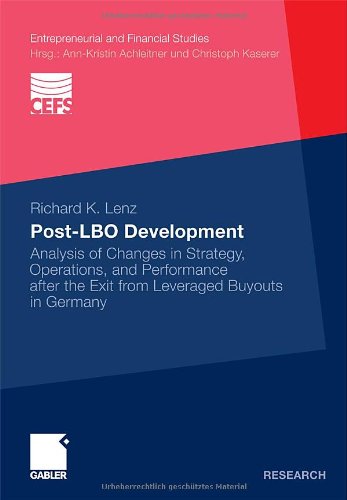 Entrepreneurial and Financial Studies
Hrsg.: Ann-Kristin Achleitner und Christoph Kaserer
CEFS
Richard K. Lenz
Post-LBO Development
Analysis of Changes in Strategy,
Operations, and Performance
after the Exit from Leveraged Buyouts
in Germany
GABLER
Urheberrechtlich geschütztes Material
RESEARCH